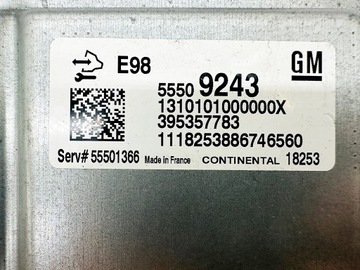 E98
GM
5550 9243
1310101000000X
395357783
1118253886746560
Serv# 55501366 Made in France CONTINENTAL 18253